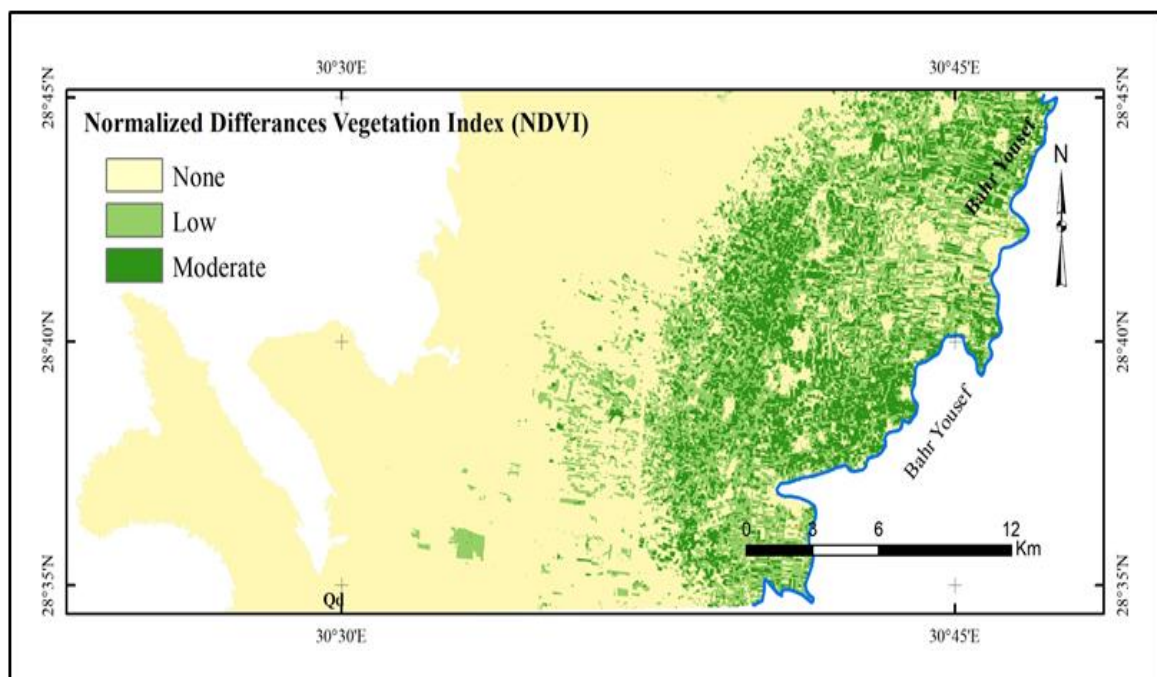 30°30'E
30°45'E
28°45'N
28°45'N
Normalized Differances Vegetation Index (NDVI)
None
Low
Moderate
Bahr Yousef
N
28°40'N
28°40'N
Bahr Yousef
0 3 6 12
Km
28°35'N
28°35'N
30°30'E
30°45'E